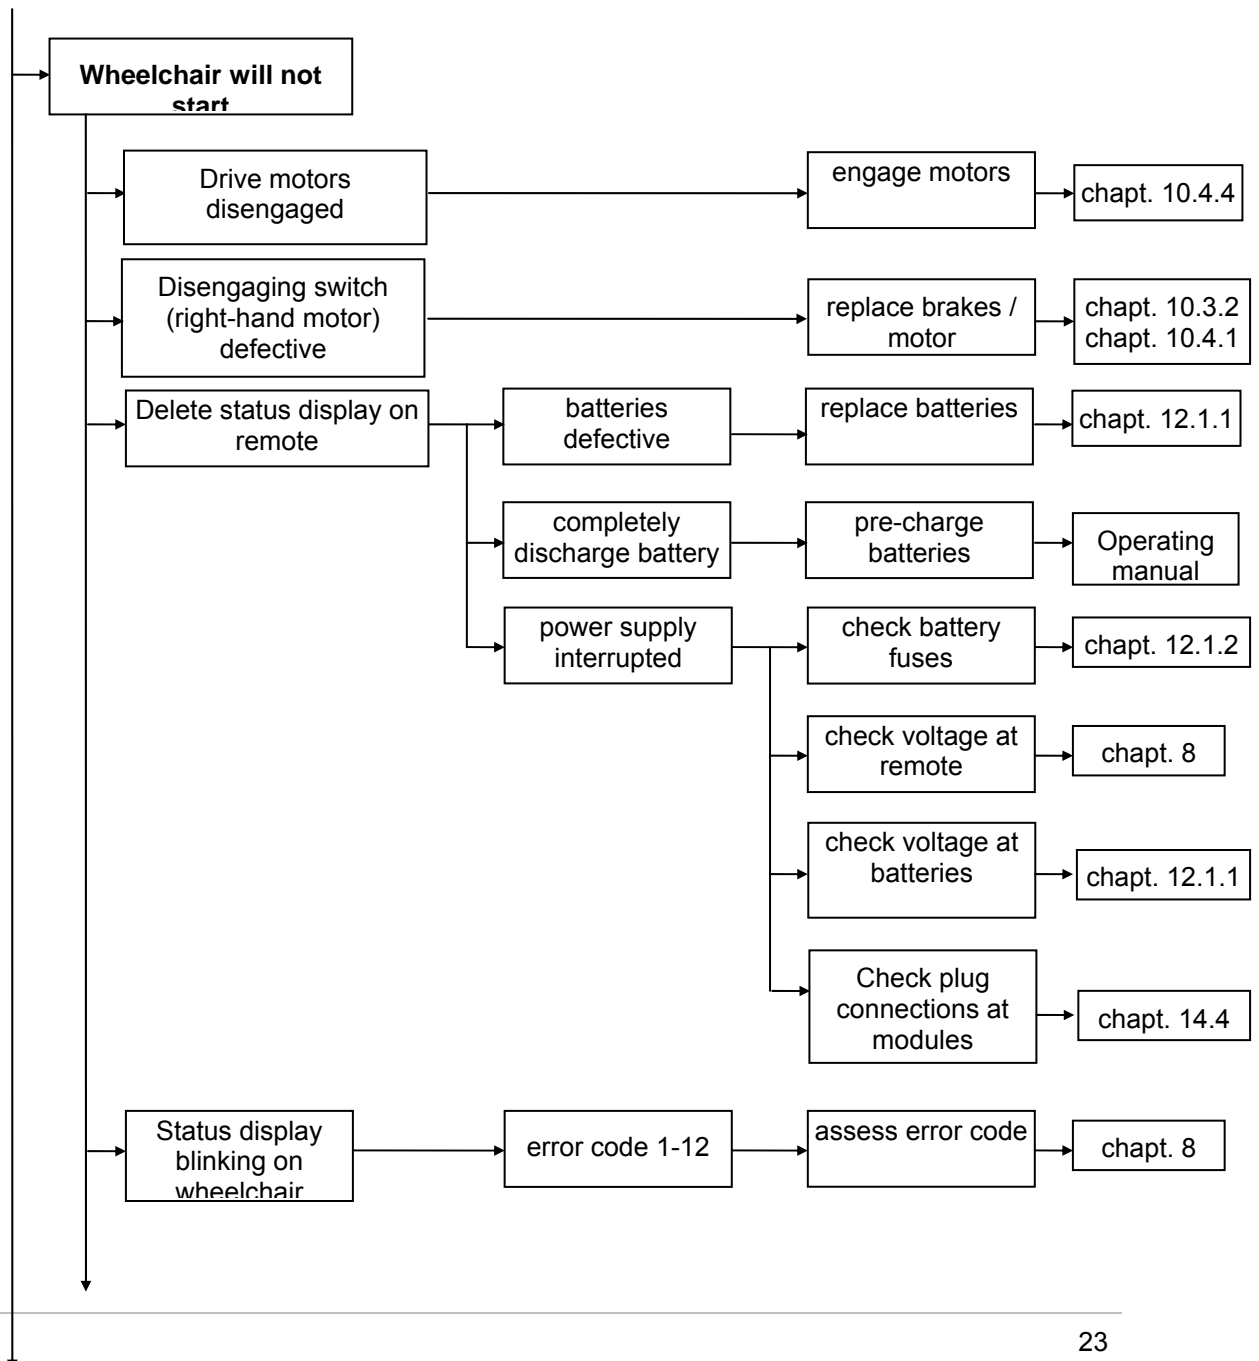 Wheelchair will not
start
Drive motors
disengaged
engage motors
chapt. 10.4.4
Disengaging switch
(right-hand motor)
defective
replace brakes /
motor
chapt. 10.3.2
chapt. 10.4.1
Delete status display on
remote
batteries
defective
replace batteries
chapt. 12.1.1
completely
discharge battery
pre-charge
batteries
Operating
manual
power supply
interrupted
check battery
fuses
chapt. 12.1.2
check voltage at
remote
chapt. 8
check voltage at
batteries
chapt. 12.1.1
Check plug
connections at
modules
chapt. 14.4
Status display
blinking on
wheelchair
error code 1-12
assess error code
chapt. 8
23